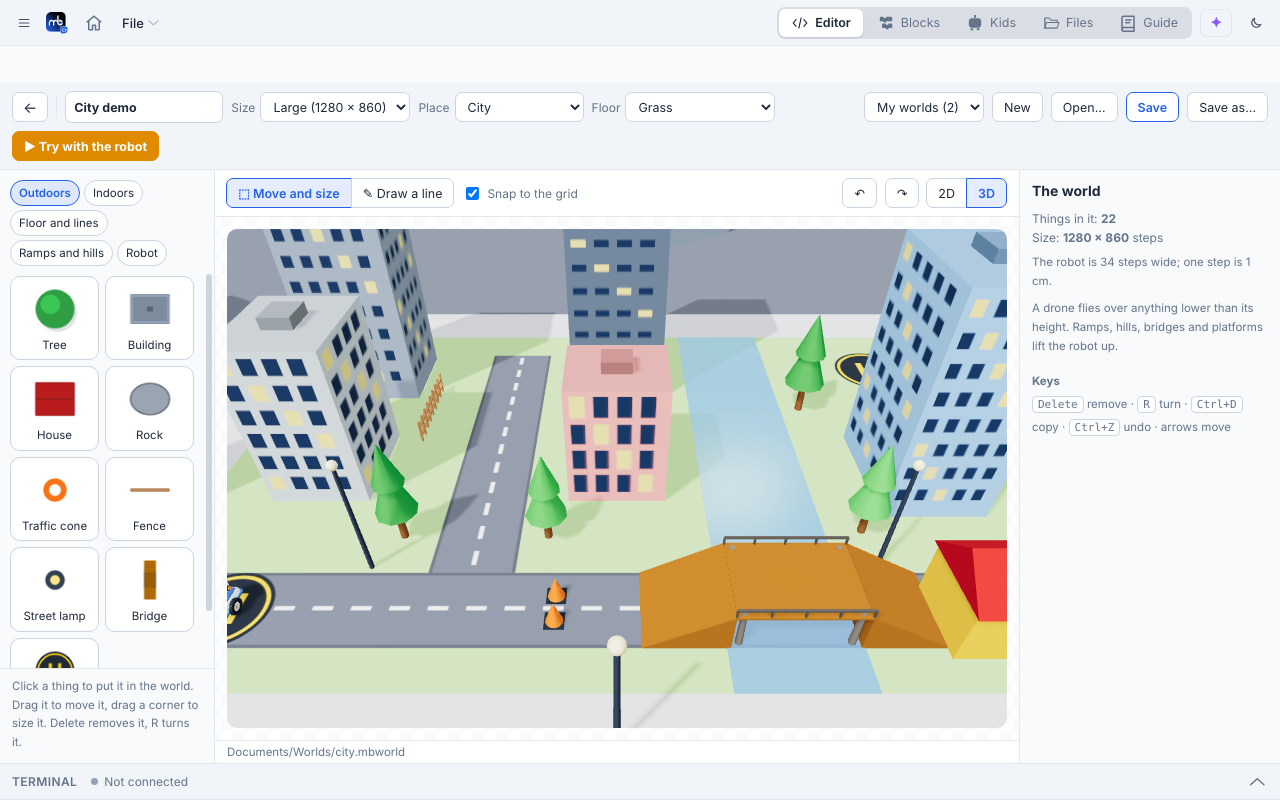 mb
File
Editor
Blocks
Kids
Files
Guide
City demo
Size
Large (1280 × 860)
Place
City
Floor
Grass
My worlds (2)
New
Open...
Save
Save as...
▶ Try with the robot
Outdoors
Indoors
Floor and lines
Ramps and hills
Robot
Tree
Building
House
Rock
Traffic cone
Fence
Street lamp
Bridge
Click a thing to put it in the world.
Drag it to move it, drag a corner to
size it. Delete removes it, R turns
it.
Move and size
Draw a line
Snap to the grid
2D
3D
Documents/Worlds/city.mbworld
The world
Things in it: 22
Size: 1280 × 860 steps
The robot is 34 steps wide; one step is 1
cm.
A drone flies over anything lower than its
height. Ramps, hills, bridges and platforms
lift the robot up.
Keys
Delete remove · R turn · Ctrl+D
copy · Ctrl+Z undo · arrows move
TERMINAL
Not connected